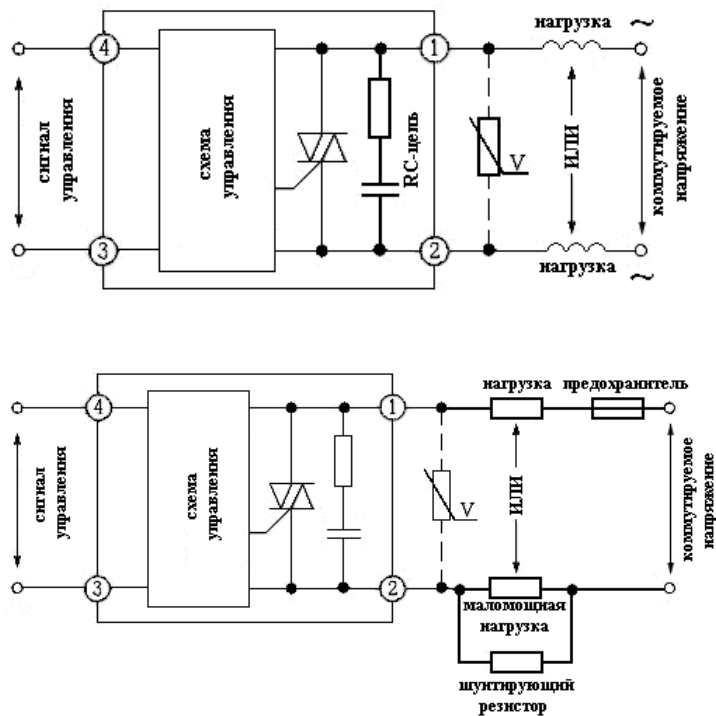 нагрузка
~
4
1
сигнал
управления
схема
управления
RC-цепь
V
ИЛИ
коммутируемое
напряжение
3
2
нагрузка
~
нагрузка
предохранитель
4
1
сигнал
управления
схема
управления
V
ИЛИ
коммутируемое
напряжение
3
2
маломощная
нагрузка
шунтирующий
резистор